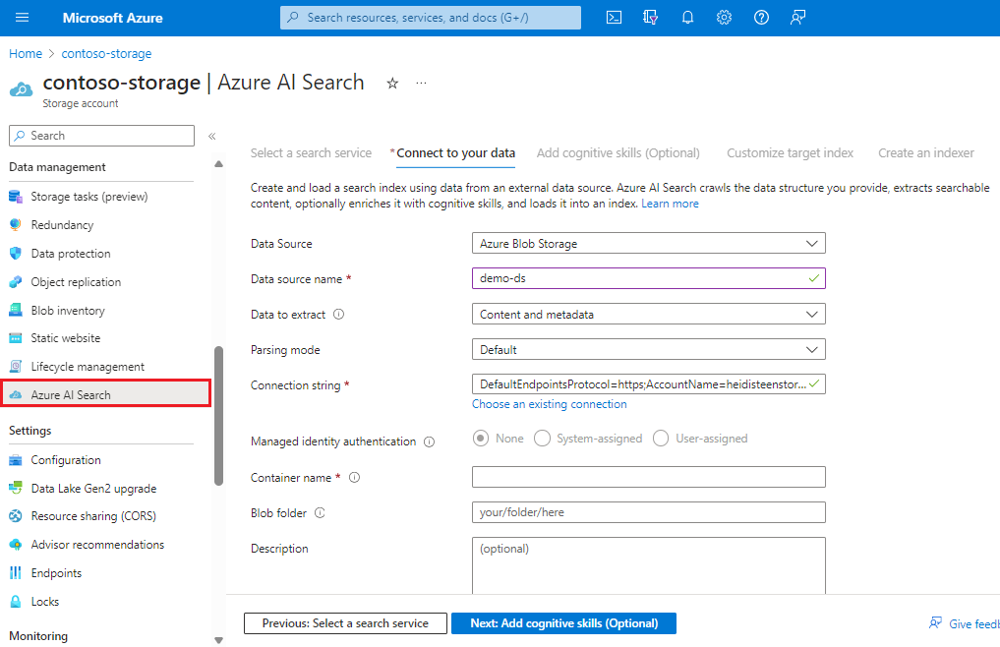 Microsoft Azure
Search resources, services, and docs (G+/)
Home > contoso-storage
contoso-storage | Azure AI Search ☆ ...
Storage account
Search «
Data management
Storage tasks (preview)
Redundancy
Data protection
Object replication
Blob inventory
Static website
Lifecycle management
Azure AI Search
Settings
Configuration
Data Lake Gen2 upgrade
Resource sharing (CORS)
Advisor recommendations
Endpoints
Locks
Monitoring
Select a search service * Connect to your data Add cognitive skills (Optional) Customize target index Create an indexer
Create and load a search index using data from an external data source. Azure AI Search crawls the data structure you provide, extracts searchable
content, optionally enriches it with cognitive skills, and loads it into an index. Learn more
Data Source Azure Blob Storage
Data source name * demo-ds
Data to extract Content and metadata
Parsing mode Default
Connection string * DefaultEndpointsProtocol=https;AccountName=heidisteenstor...
Choose an existing connection
Managed identity authentication None System-assigned User-assigned
Container name *
Blob folder your/folder/here
Description (optional)
Previous: Select a search service Next: Add cognitive skills (Optional)
Give feed